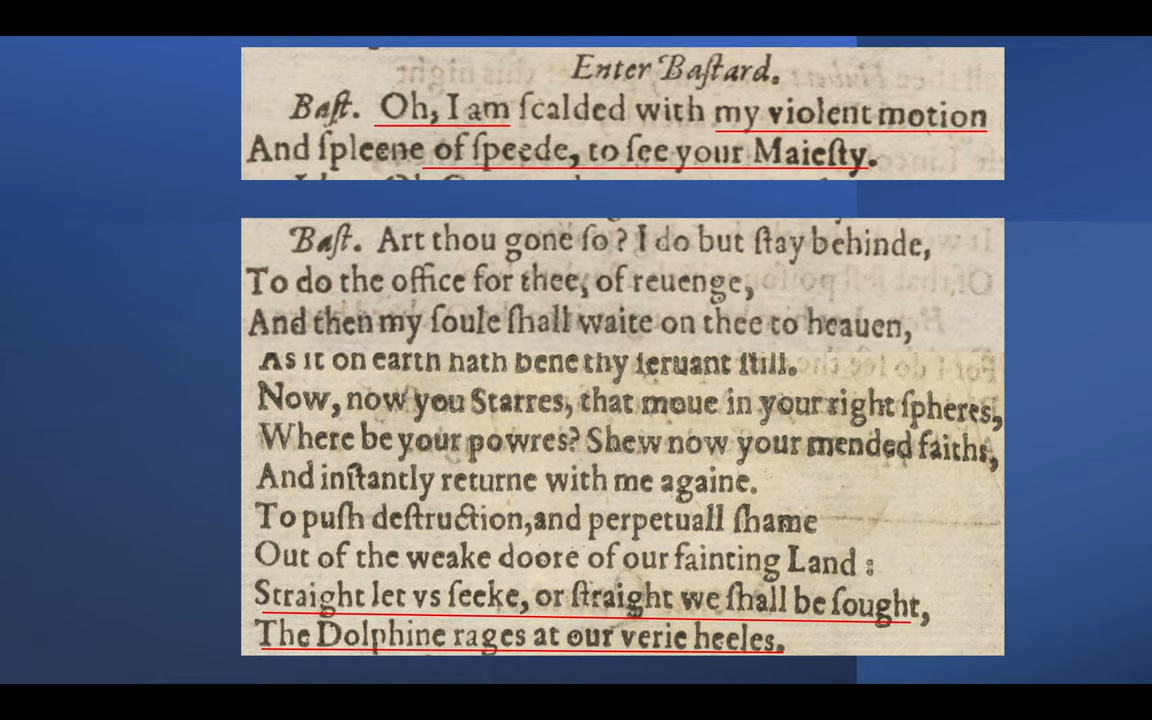 Enter Baſtard.
Baſt. Oh, I am ſcalded with my violent motion
And ſpleene of ſpeede, to ſee your Maieſty.
Baſt. Art thou gone ſo? I do but ſtay behinde,
To do the office for thee, of reuenge,
And then my ſoule ſhall waite on thee to heauen,
As it on earth hath bene thy ſeruant ſtill.
Now, now you Starres, that moue in your right ſpheres,
Where be your powres? Shew now your mended faiths,
And inſtantly returne with me againe.
To puſh deſtruction, and perpetuall ſhame
Out of the weake doore of our fainting Land:
Straight let vs ſeeke, or ſtraight we ſhall be ſought,
The Dolphine rages at our verie heeles.